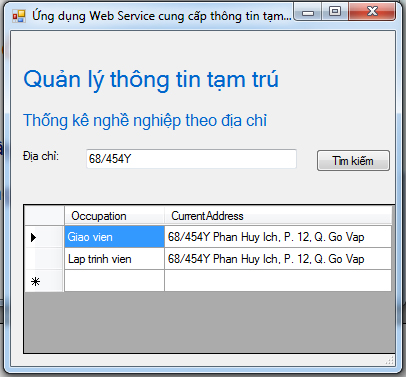 Ứng dụng Web Service cung cấp thông tin tạm...
Quản lý thông tin tạm trú
Thống kê nghề nghiệp theo địa chỉ
Địa chỉ: 68/454Y Tìm kiếm
Occupation CurrentAddress
Giao vien 68/454Y Phan Huy Ich, P. 12, Q. Go Vap
Lap trinh vien 68/454Y Phan Huy Ich, P. 12, Q. Go Vap